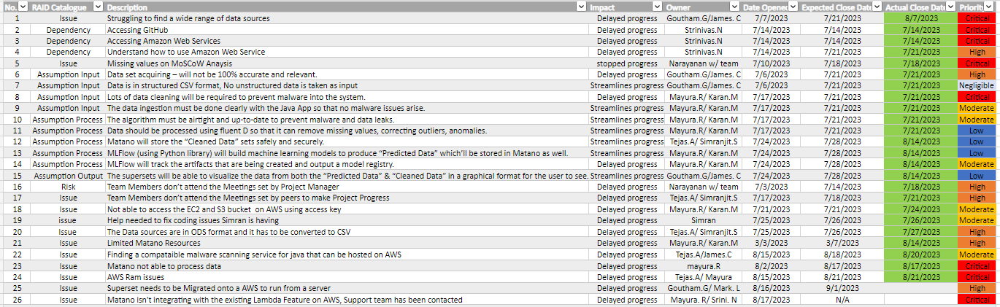 No. RAID Catalogue Description Impact Owner Date Opened Expected Close Date Actual Close Date Priority
1 Issue Struggling to find a wide range of data sources Delayed progress Goutham.G/James. C 7/7/2023 7/21/2023 8/7/2023 Critical
2 Dependency Accessing GitHub Delayed progress Strinivas.N 7/14/2023 7/14/2023 7/14/2023 Critical
3 Dependency Accessing Amazon Web Services Delayed progress Strinivas.N 7/14/2023 7/14/2023 7/14/2023 Critical
4 Dependency Understand how to use Amazon Web Service Delayed progress Strinivas.N 7/14/2023 7/21/2023 7/21/2023 High
5 Issue Missing values on MoSCoW Anaysis stopped progress Narayanan w/ team 7/10/2023 7/18/2023 7/18/2023 Critical
6 Assumption Input Data set acquiring – will not be 100% accurate and relevant. Delayed progress Goutham.G/James. C 7/6/2023 7/21/2023 7/21/2023 High
7 Assumption Input Data is in structured CSV format, No unstructured data is taken as input Streamlines progress Goutham.G/James. C 7/6/2023 7/21/2023 7/21/2023 Negligible
8 Assumption Input Lots of data cleaning will be required to prevent malware into the system. Delayed progress Mayura.R/ Karan.M 7/17/2023 7/21/2023 7/21/2023 Critical
9 Assumption Input The data ingestion must be done clearly with the Java App so that no malware issues arise. Streamlines progress Mayura.R/ Karan.M 7/17/2023 7/21/2023 7/21/2023 Moderate
10 Assumption Process The algorithm must be airtight and up-to-date to prevent malware and data leaks. Streamlines progress Mayura.R/ Karan.M 7/17/2023 7/21/2023 7/21/2023 Moderate
11 Assumption Process Data should be processed using fluent D so that it can remove missing values, correcting outliers, anomalies. Streamlines progress Mayura.R/ Karan.M 7/17/2023 7/21/2023 7/21/2023 Low
12 Assumption Process Matano will store the “Cleaned Data” sets safely and securely. Streamlines progress Tejas.A/ Simranjit.S 7/24/2023 7/28/2023 8/14/2023 Low
13 Assumption Process MLFlow (using Python library) will build machine learning models to produce “Predicted Data” which’ll be stored in Matano as well. Streamlines progress Mayura.R/ Karan.M 7/24/2023 7/28/2023 8/14/2023 Low
14 Assumption Process MLFlow will track the artifacts that are being created and output a model registry. Delayed progress Mayura.R/ Karan.M 7/24/2023 7/28/2023 8/14/2023 Moderate
15 Assumption Output The supersets will be able to visualize the data from both the “Predicted Data” & “Cleaned Data” in a graphical format for the user to see. Streamlines progress Goutham.G/James. C 7/24/2023 7/28/2023 8/14/2023 Low
16 Risk Team Members don’t attend the Meetings set by Project Manager Delayed progress Narayanan w/ team 7/3/2023 7/14/2023 7/18/2023 High
17 Issue Team Members don’t attend the Meetings set by peers to make Project Progress Delayed progress Tejas.A/ Simranjit.S 7/17/2023 7/18/2023 7/21/2023 High
18 Issue Not able to access the EC2 and S3 bucket on AWS using access key Delayed progress Mayura.R/ Karan.M 7/21/2023 7/21/2023 7/24/2023 Moderate
19 issue Help needed to fix coding issues Simran is having Delayed progress Simran 7/25/2023 7/26/2023 7/26/2023 Moderate
20 Issue The Data sources are in ODS format and it has to be converted to CSV Delayed progress Tejas.A/ Simranjit.S 7/25/2023 7/26/2023 7/27/2023 High
21 Issue Limited Matano Resources Delayed progress Mayura.R/ Karan.M 3/3/2023 3/7/2023 8/14/2023 High
22 Issue Finding a compataible malware scanning service for java that can be hosted on AWS Delayed progress Tejas.A/James.C 8/15/2023 8/18/2023 8/20/2023 Moderate
23 Issue Matano not able to process data Delayed progress mayura.R 8/2/2023 8/17/2023 8/17/2023 Critical
24 Issue AWS Ram issues Delayed progress Tejas.A/ Mayura 8/15/2023 8/21/2023 8/21/2023 Critical
25 Issue Superset needs to be Migrated onto a AWS to run from a server Delayed progress Goutham.G/ Mark. L 8/16/2023 9/1/2023 High
26 Issue Matano isn't integrating with the existing Lambda Feature on AWS, Support team has been contacted Delayed progress Mayura. R/ Srini. N 8/17/2023 N/A Critical